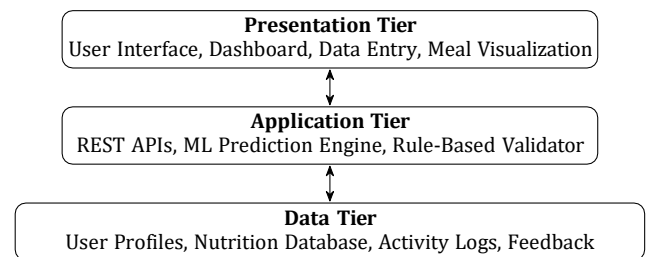 Presentation Tier
User Interface, Dashboard, Data Entry, Meal Visualization
Application Tier
REST APIs, ML Prediction Engine, Rule-Based Validator
Data Tier
User Profiles, Nutrition Database, Activity Logs, Feedback